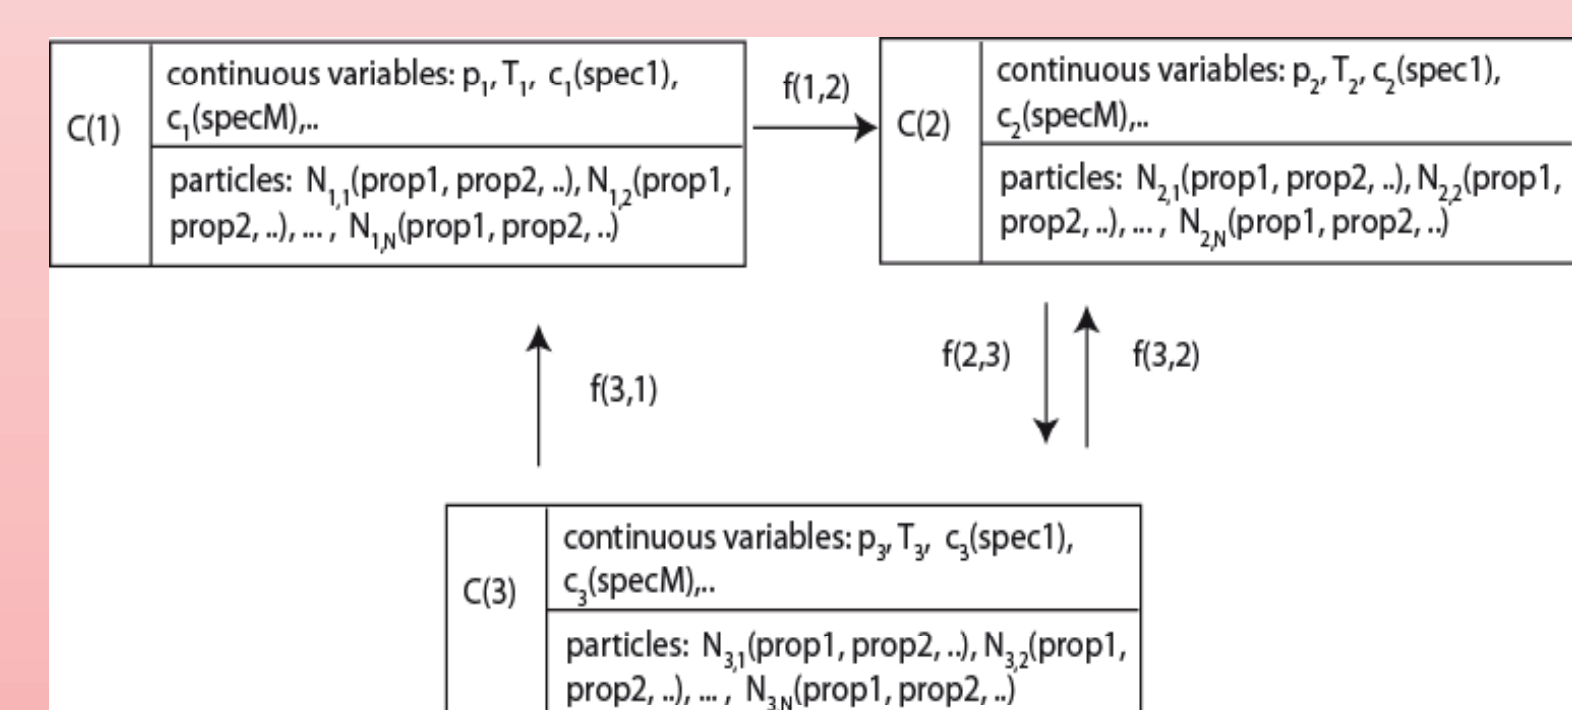 C(1)
continuous variables: p₁, T₁, c₁(spec1),
c₁(specM),..
particles: N₁,₁(prop1, prop2, ..), N₁,₂(prop1,
prop2, ..), ... , N₁,N(prop1, prop2, ..)
f(1,2)
C(2)
continuous variables: p₂, T₂, c₂(spec1),
c₂(specM),..
particles: N₂,₁(prop1, prop2, ..), N₂,₂(prop1,
prop2, ..), ... , N₂,N(prop1, prop2, ..)
f(3,1)
f(2,3)
f(3,2)
C(3)
continuous variables: p₃, T₃, c₃(spec1),
c₃(specM),..
particles: N₃,₁(prop1, prop2, ..), N₃,₂(prop1,
prop2, ..), ... , N₃,N(prop1, prop2, ..)